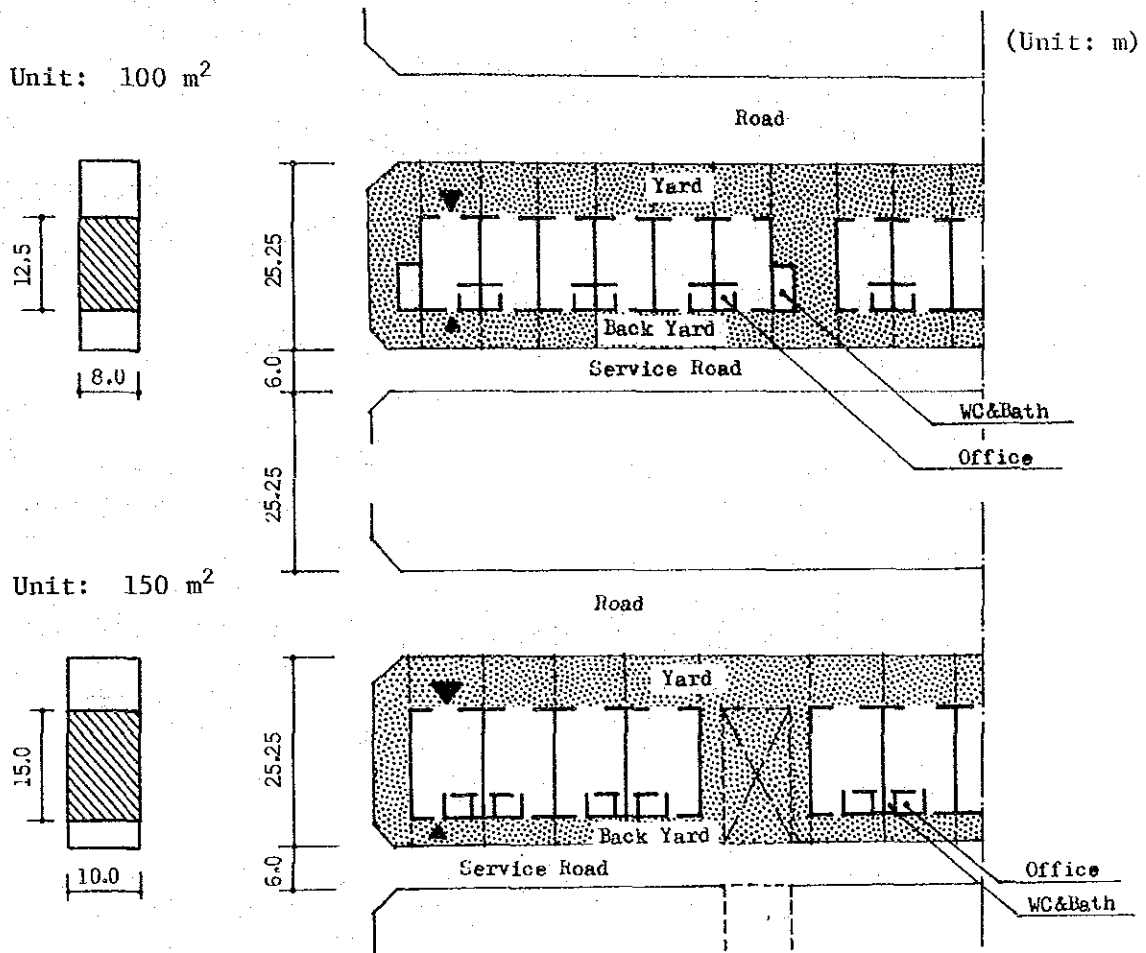 (Unit: m)
Unit: 100 m²
Road
Yard
12.5
25.25
Back Yard
8.0
6.0
Service Road
WC&Bath
Office
25.25
Unit: 150 m²
Road
Yard
15.0
25.25
Back Yard
10.0
6.0
Service Road
Office
WC&Bath